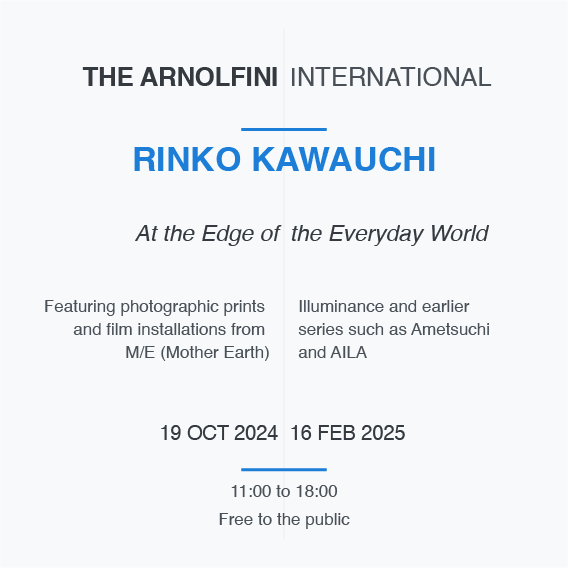 THE ARNOLFINI INTERNATIONAL
RINKO KAWAUCHI
At the Edge of the Everyday World
Featuring photographic prints
and film installations from
M/E (Mother Earth)
Illuminance and earlier
series such as Ametsuchi
and AILA
19 OCT 2024 16 FEB 2025
11:00 to 18:00
Free to the public